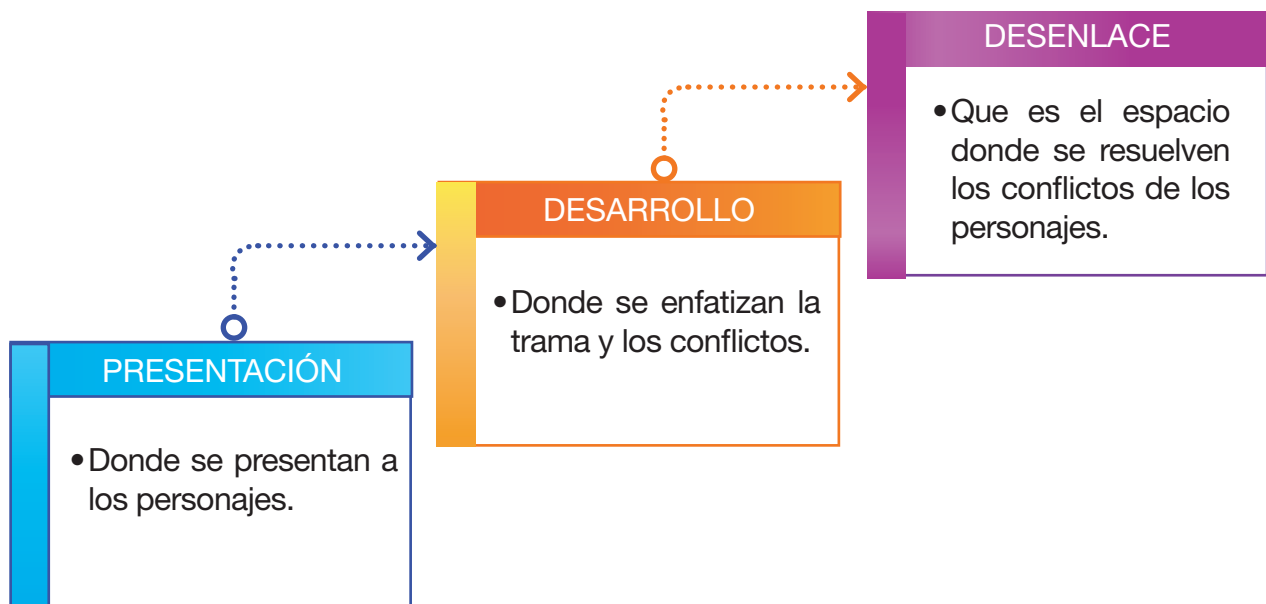 PRESENTACIÓN
•Donde se presentan a
los personajes.
DESARROLLO
•Donde se enfatizan la
trama y los conflictos.
DESENLACE
•Que es el espacio
donde se resuelven
los conflictos de los
personajes.